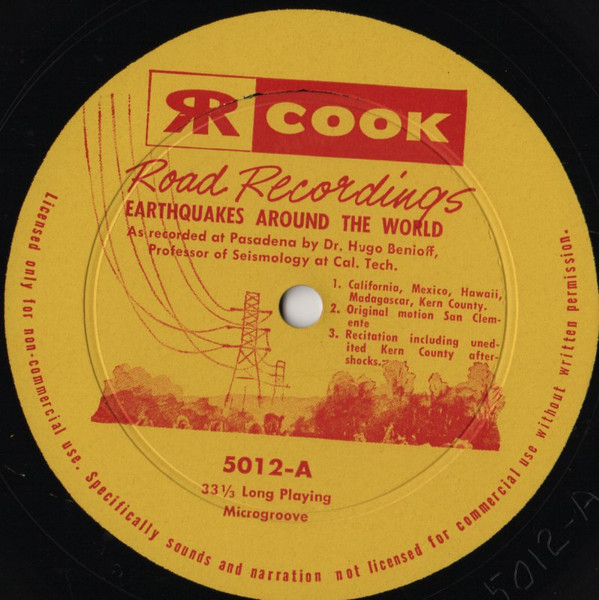 RR COOK
Road Recordings
EARTHQUAKES AROUND THE WORLD
As recorded at Pasadena by Dr. Hugo Benioff,
Professor of Seismology at Cal. Tech.
1. California, Mexico, Hawaii,
Madagascar, Kern County.
2. Original motion San Clem-
ente
3. Recitation including uned-
ited Kern County after-
shocks.
5012-A
33 1/3 Long Playing
Microgroove
Licensed only for non-commercial use. Specifically sounds and narration not licensed for commercial use without written permission.
5012-A